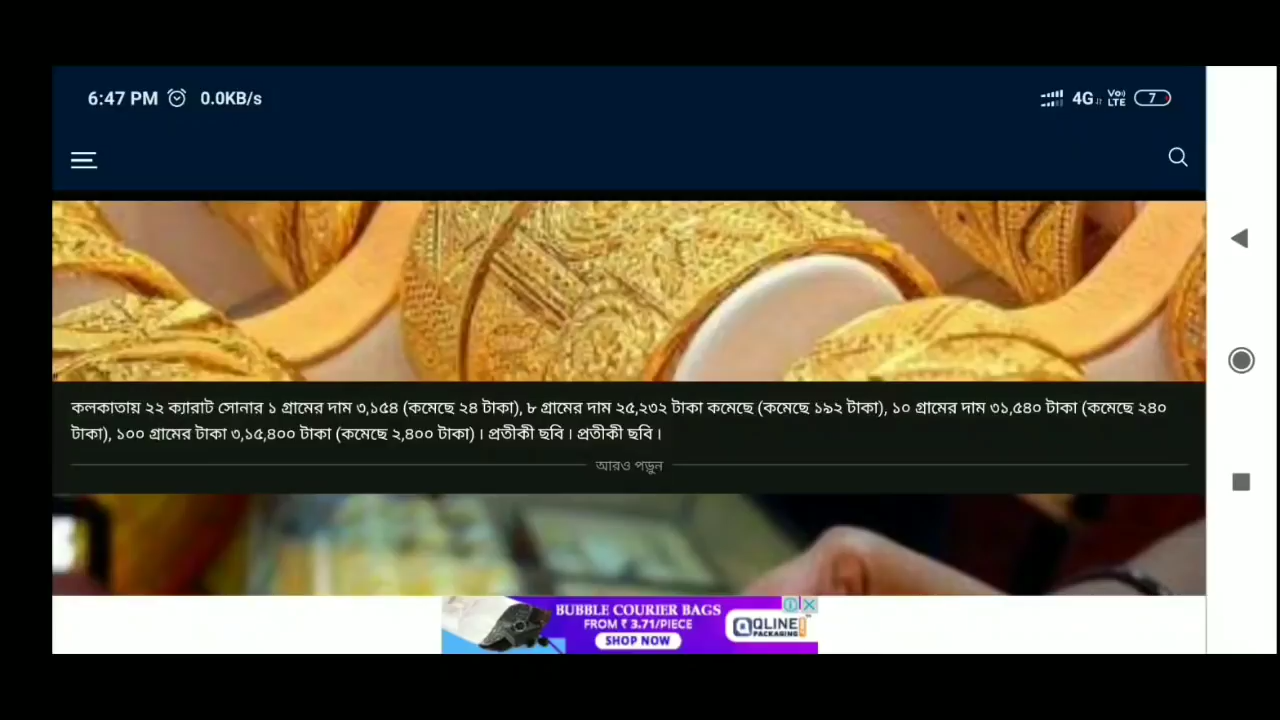 6:47 PM 0.0KB/s 4G Vo) LTE 7
কলকাতায় ২২ ক্যারাট সোনার ১ গ্রামের দাম ৩,১৫৪ (কমেছে ২৪ টাকা), ৮ গ্রামের দাম ২৫,২৩২ টাকা কমেছে (কমেছে ১৯২ টাকা), ১০ গ্রামের দাম ৩১,৫৪০ টাকা (কমেছে ২৪০
টাকা), ১০০ গ্রামের টাকা ৩,১৫,৪০০ টাকা (কমেছে ২,৪০০ টাকা) । প্রতীকী ছবি । প্রতীকী ছবি ।
আরও পড়ুন
BUBBLE COURIER BAGS
FROM ₹ 3.71/PIECE
SHOP NOW
QLINE
PACKAGING